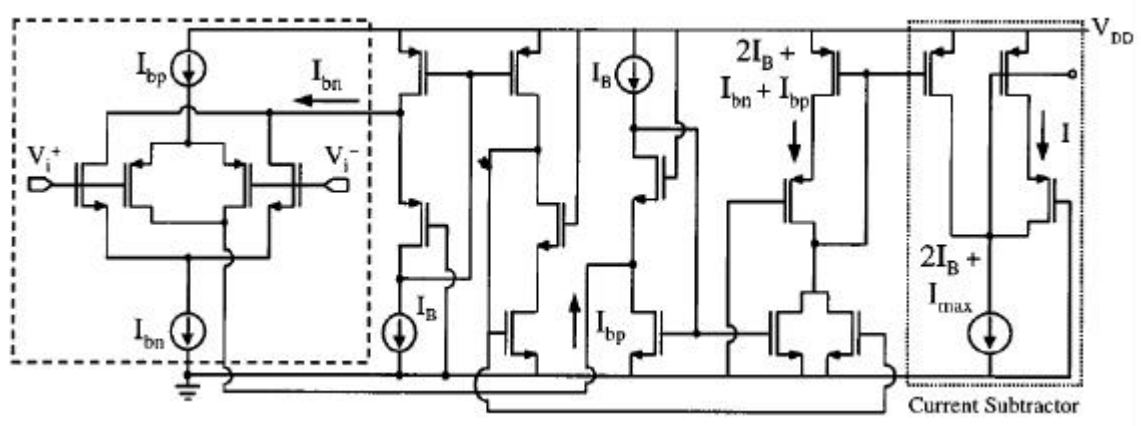 V_DD
I_bp
I_bn
V_i^+
V_i^-
I_bn
I_B
I_bp
I_B
2I_B +
I_bn + I_bp
I
2I_B +
I_max
Current Subtractor